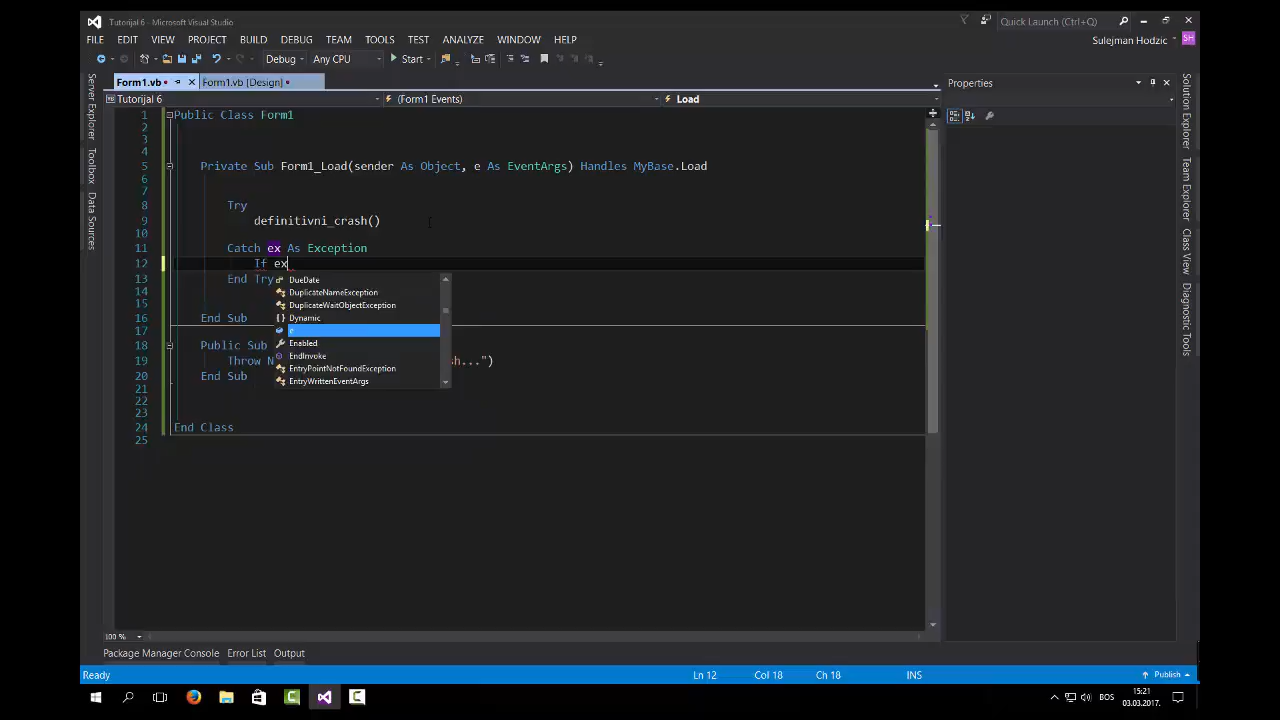 Tutorijal 6 - Microsoft Visual Studio
Quick Launch (Ctrl+Q)
FILE EDIT VIEW PROJECT BUILD DEBUG TEAM TOOLS TEST ANALYZE WINDOW HELP
Sulejman Hodzic SH
Debug Any CPU Start
Form1.vb Form1.vb [Design]
Properties
Tutorijal 6 (Form1 Events) Load
Server Explorer
Toolbox
Data Sources
1 Public Class Form1
2
3
4
5 Private Sub Form1_Load(sender As Object, e As EventArgs) Handles MyBase.Load
6
7
8 Try
9 definitivni_crash()
10
11 Catch ex As Exception
12 If ex
13 End Try
14
15
16 End Sub
17
18 Public Sub
19 Throw N sh...")
20 End Sub
21
22
23
24 End Class
25
DueDate
DuplicateNameException
DuplicateWaitObjectException
{} Dynamic
e
Enabled
EndInvoke
EntryPointNotFoundException
EntryWrittenEventArgs
Solution Explorer
Team Explorer
Class View
Diagnostic Tools
100 %
Package Manager Console Error List Output
Ready Ln 12 Col 18 Ch 18 INS Publish
BOS
15:21
03.03.2017.